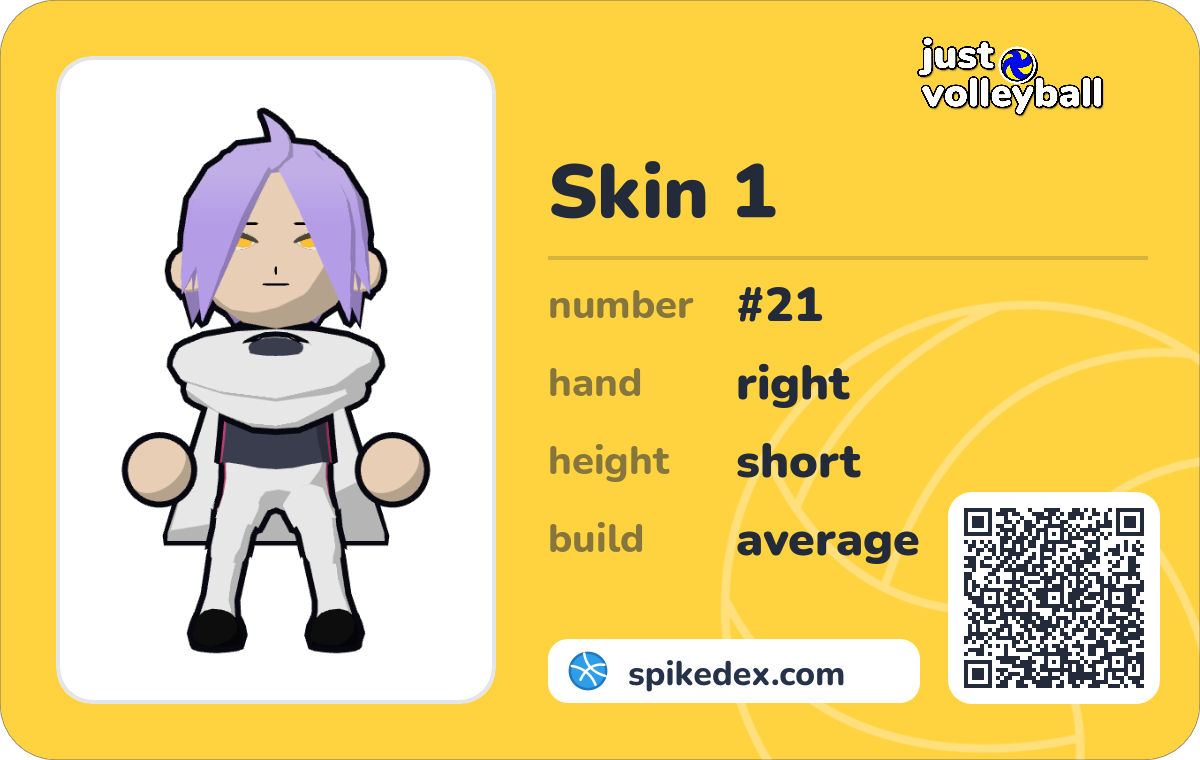 just
volleyball
Skin 1
number #21
hand right
height short
build average
spikedex.com